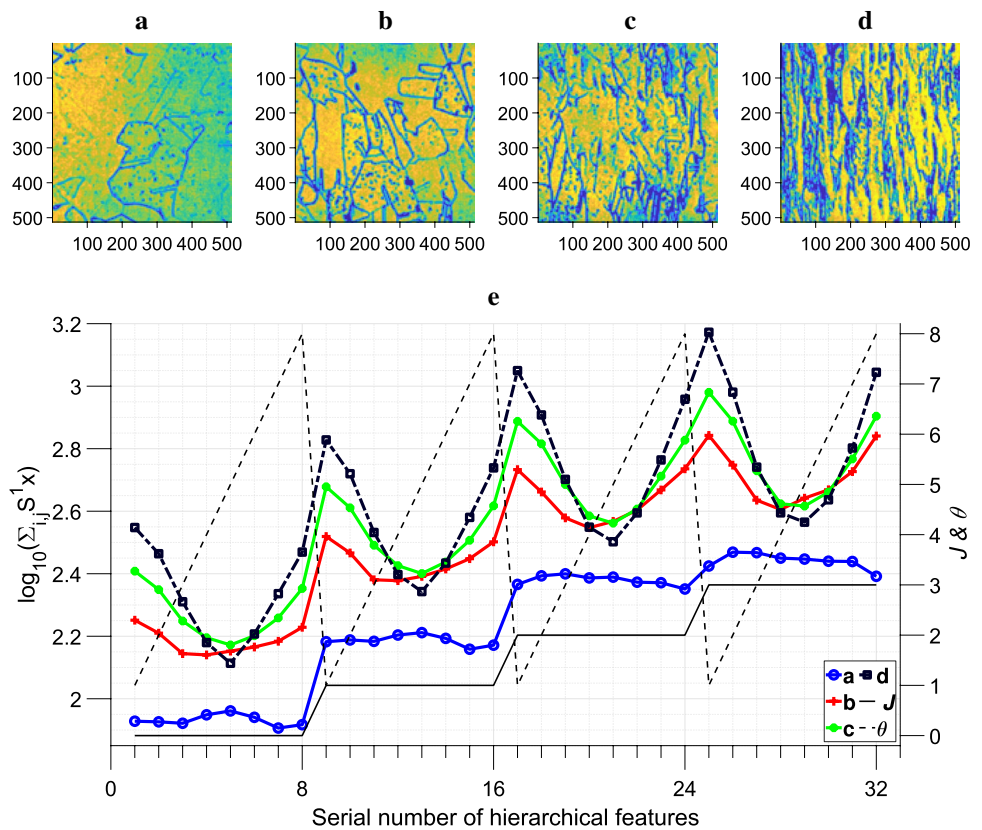 a b c d
100 100 100 100
200 200 200 200
300 300 300 300
400 400 400 400
500 500 500 500
100 200 300 400 500 100 200 300 400 500 100 200 300 400 500 100 200 300 400 500
e
3.2
3
2.8
2.6
2.4
2.2
2
log10(Σi,jS1x)
8
7
6
5
4
3
2
1
0
J & θ
a d
b J
c θ
0 8 16 24 32
Serial number of hierarchical features